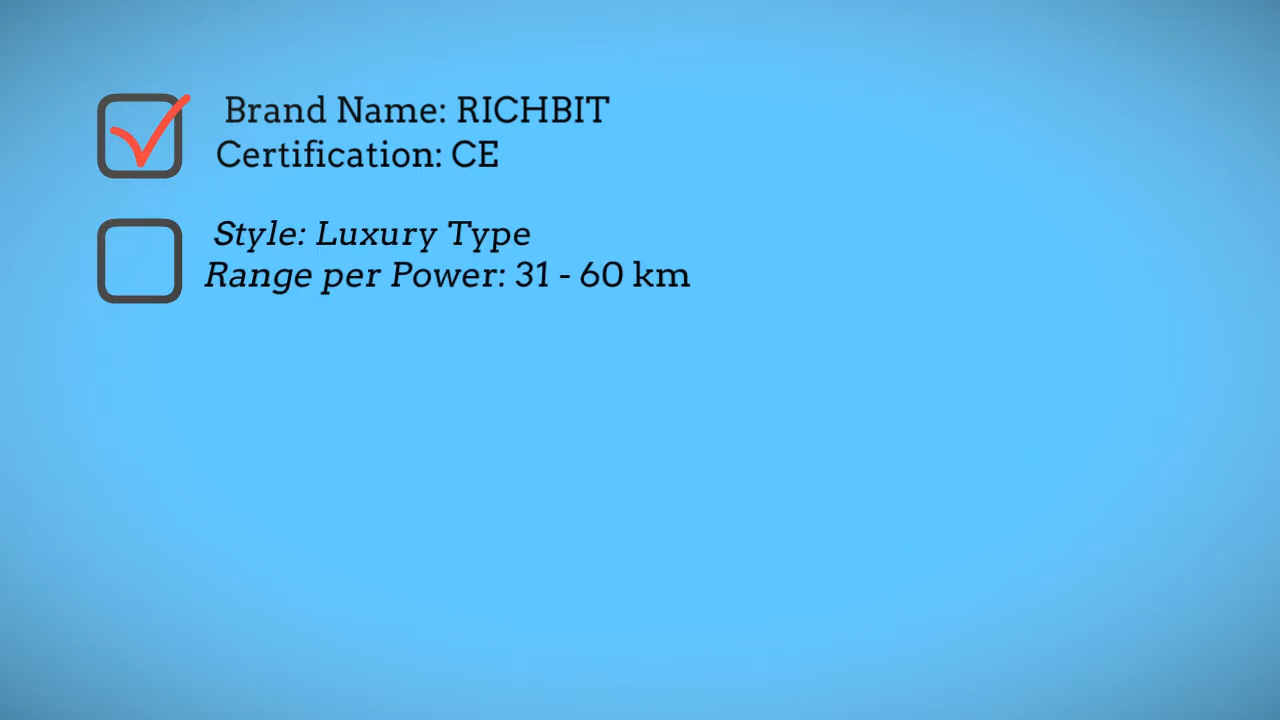 Brand Name: RICHBIT
Certification: CE
Style: Luxury Type
Range per Power: 31 - 60 km